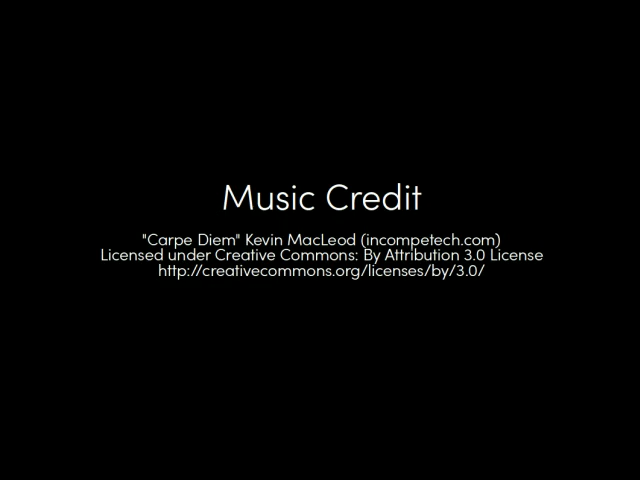 Music Credit
"Carpe Diem" Kevin MacLeod (incompetech.com)
Licensed under Creative Commons: By Attribution 3.0 License
http://creativecommons.org/licenses/by/3.0/